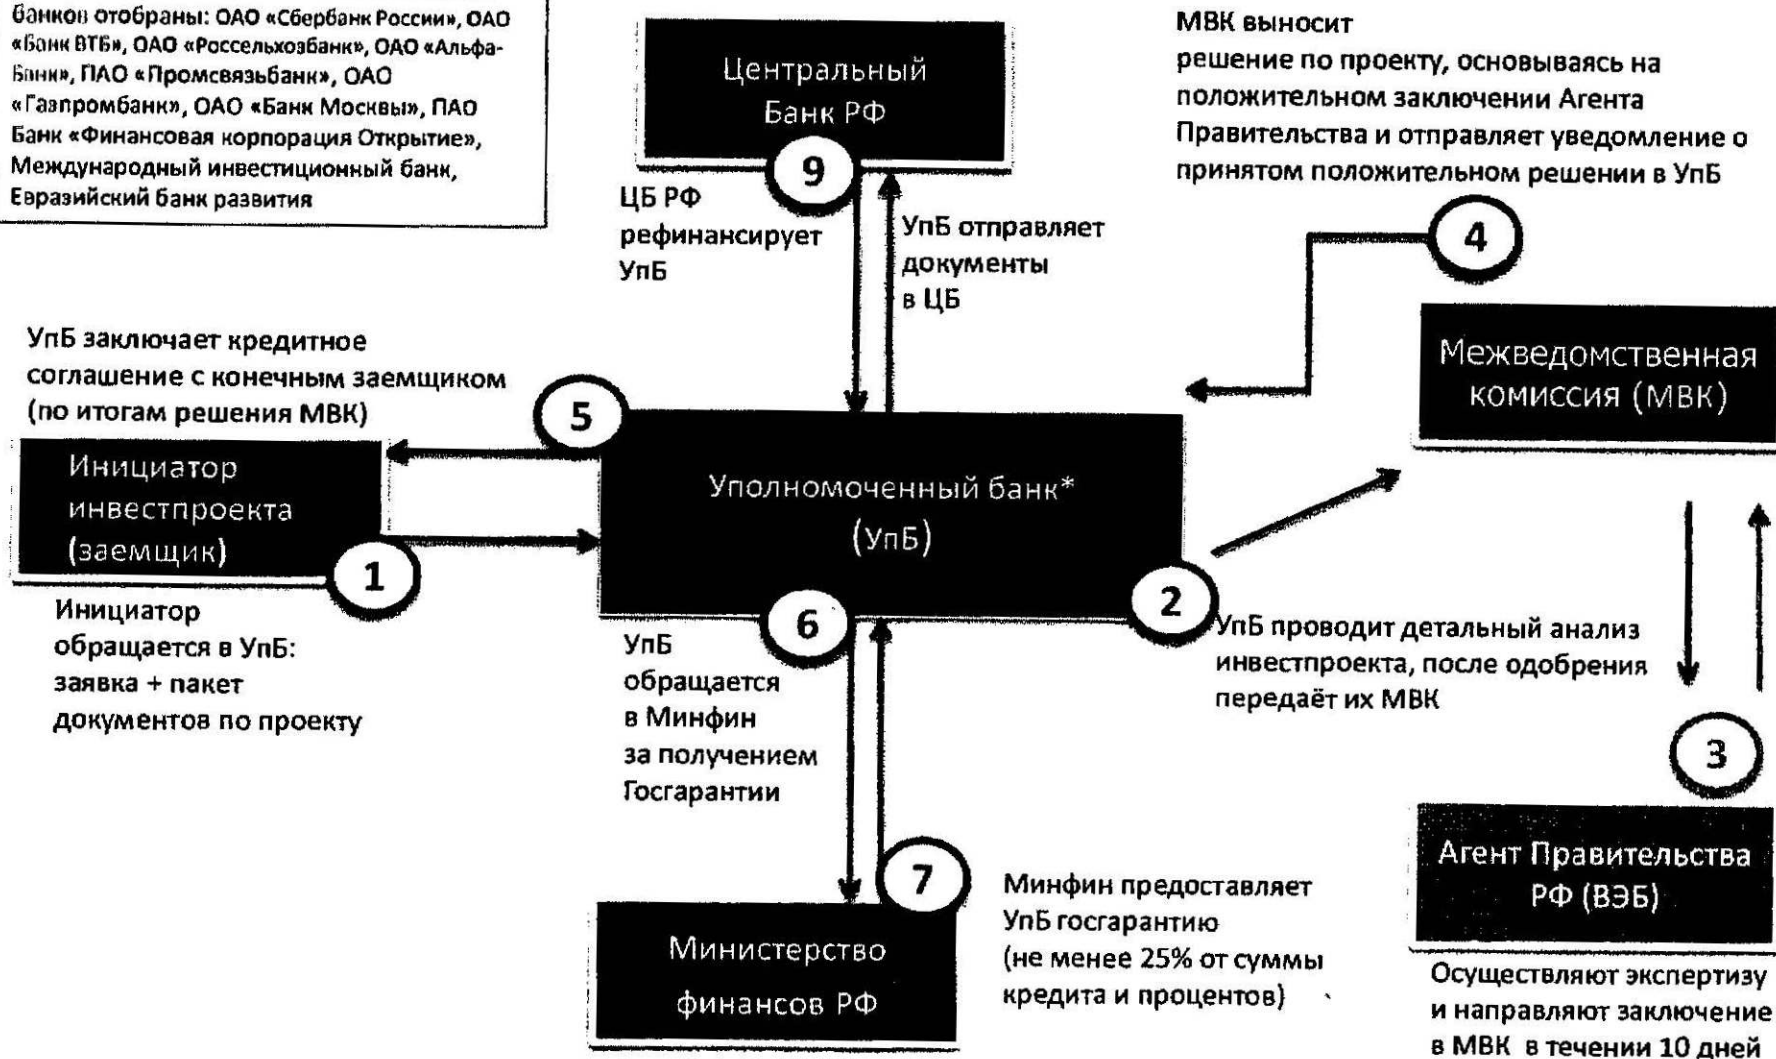 банков отобраны: ОАО «Сбербанк России», ОАО
«Банк ВТБ», ОАО «Россельхозбанк», ОАО «Альфа-
Банк», ПАО «Промсвязьбанк», ОАО
«Газпромбанк», ОАО «Банк Москвы», ПАО
Банк «Финансовая корпорация Открытие»,
Международный инвестиционный банк,
Евразийский банк развития
Центральный
Банк РФ
9
МВК выносит
решение по проекту, основываясь на
положительном заключении Агента
Правительства и отправляет уведомление о
принятом положительном решении в УпБ
4
ЦБ РФ
рефинансирует
УпБ
УпБ отправляет
документы
в ЦБ
Межведомственная
комиссия (МВК)
УпБ заключает кредитное
соглашение с конечным заемщиком
(по итогам решения МВК)
5
Инициатор
инвестпроекта
(заемщик)
1
Уполномоченный банк*
(УпБ)
2
6
Инициатор
обращается в УпБ:
заявка + пакет
документов по проекту
УпБ
обращается
в Минфин
за получением
Госгарантии
УпБ проводит детальный анализ
инвестпроекта, после одобрения
передаёт их МВК
3
7
Министерство
финансов РФ
Минфин предоставляет
УпБ госгарантию
(не менее 25% от суммы
кредита и процентов)
Агент Правительства
РФ (ВЭБ)
Осуществляют экспертизу
и направляют заключение
в МВК в течении 10 дней